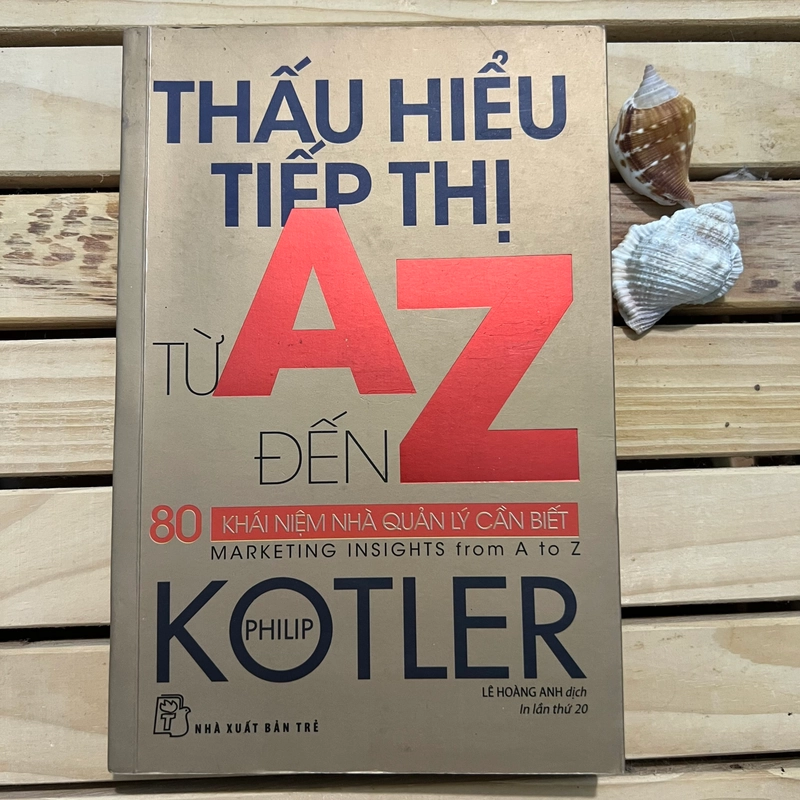 THẤU HIỂU
TIẾP THỊ
TỪ A
ĐẾN Z
80 KHÁI NIỆM NHÀ QUẢN LÝ CẦN BIẾT
MARKETING INSIGHTS from A to Z
PHILIP
KOTLER
LÊ HOÀNG ANH dịch
In lần thứ 20
T
NHÀ XUẤT BẢN TRẺ